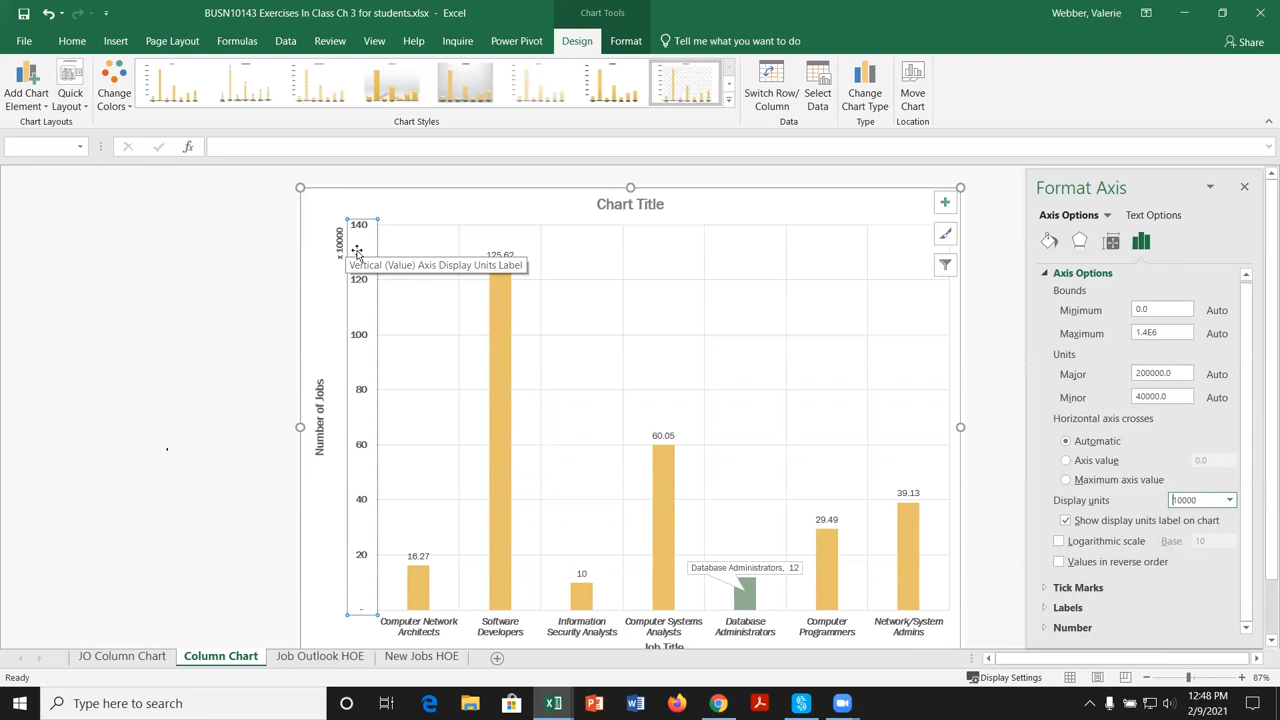 BUSN10143 Exercises In Class Ch 3 for students.xlsx - Excel
Chart Tools
Webber, Valerie
File Home Insert Page Layout Formulas Data Review View Help Inquire Power Pivot Design Format Tell me what you want to do Share
Add Chart Element
Quick Layout
Change Colors
Switch Row/ Column
Select Data
Change Chart Type
Move Chart
Chart Layouts
Chart Styles
Data
Type
Location
fx
Chart Title
x 10000
Number of Jobs
140
120
100
80
60
40
20
-
Vertical (Value) Axis Display Units Label
16.27
125.62
10
60.05
Database Administrators, 12
29.49
39.13
Computer Network Architects
Software Developers
Information Security Analysts
Computer Systems Analysts
Database Administrators
Computer Programmers
Network/System Admins
Job Title
Format Axis
Axis Options
Text Options
Axis Options
Bounds
Minimum 0.0 Auto
Maximum 1.4E6 Auto
Units
Major 200000.0 Auto
Minor 40000.0 Auto
Horizontal axis crosses
Automatic
Axis value 0.0
Maximum axis value
Display units 10000
Show display units label on chart
Logarithmic scale Base 10
Values in reverse order
Tick Marks
Labels
Number
JO Column Chart
Column Chart
Job Outlook HOE
New Jobs HOE
Ready
Display Settings
87%
Type here to search
12:48 PM
2/9/2021